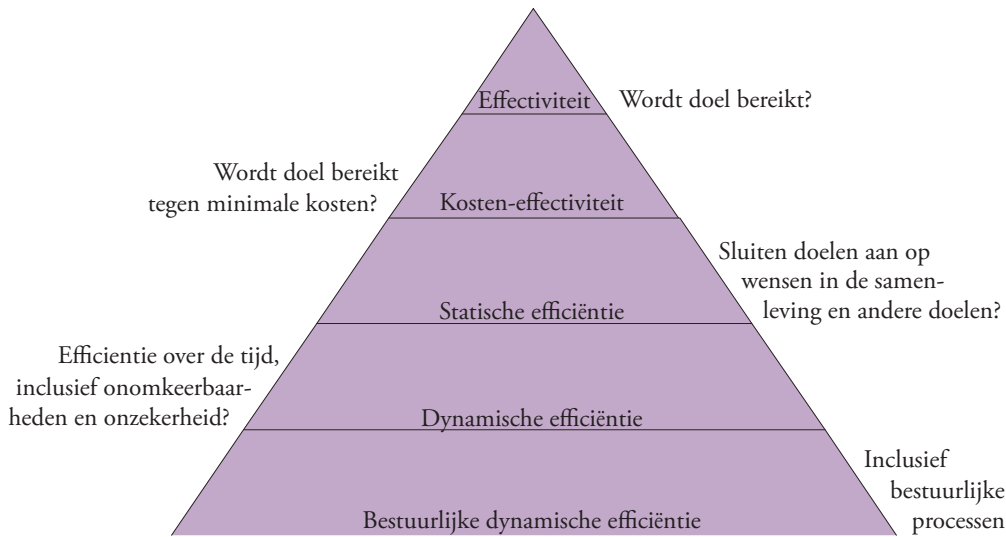 Effectiviteit
Wordt doel bereikt?
Wordt doel bereikt
tegen minimale kosten?
Kosten-effectiviteit
Sluiten doelen aan op
wensen in de samen-
leving en andere doelen?
Statische efficiëntie
Efficientie over de tijd,
inclusief onomkeerbaar-
heden en onzekerheid?
Dynamische efficiëntie
Inclusief
bestuurlijke
processen
Bestuurlijke dynamische efficiëntie